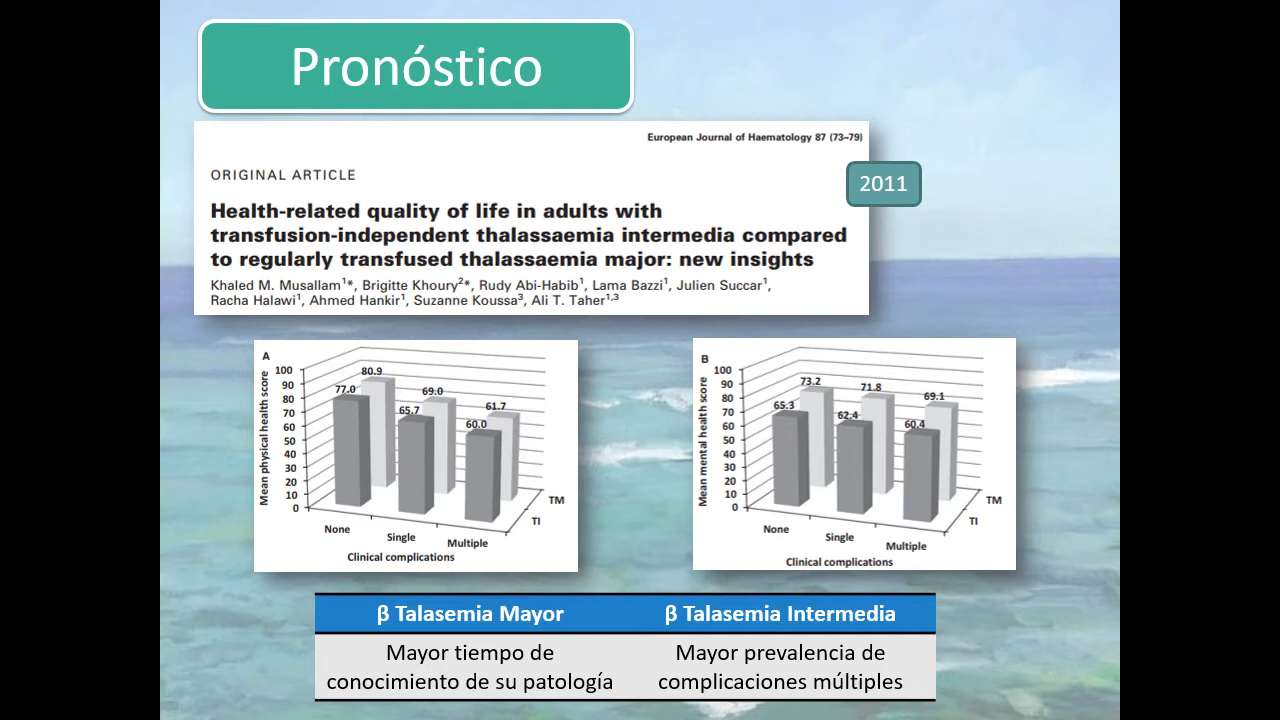 Pronóstico
European Journal of Haematology 87 (73–79)
ORIGINAL ARTICLE
2011
Health-related quality of life in adults with
transfusion-independent thalassaemia intermedia compared
to regularly transfused thalassaemia major: new insights
Khaled M. Musallam1*, Brigitte Khoury2*, Rudy Abi-Habib1, Lama Bazzi1, Julien Succar1,
Racha Halawi1, Ahmed Hankir1, Suzanne Koussa3, Ali T. Taher1,3
A
Mean physical health score
100
90
80
70
60
50
40
30
20
10
0
77.0
80.9
65.7
69.0
60.0
61.7
TM
TI
None
Single
Multiple
Clinical complications
B
Mean mental health score
100
90
80
70
60
50
40
30
20
10
0
65.3
73.2
62.4
71.8
60.4
69.1
TM
TI
None
Single
Multiple
Clinical complications
β Talasemia Mayor
β Talasemia Intermedia
Mayor tiempo de
conocimiento de su patología
Mayor prevalencia de
complicaciones múltiples